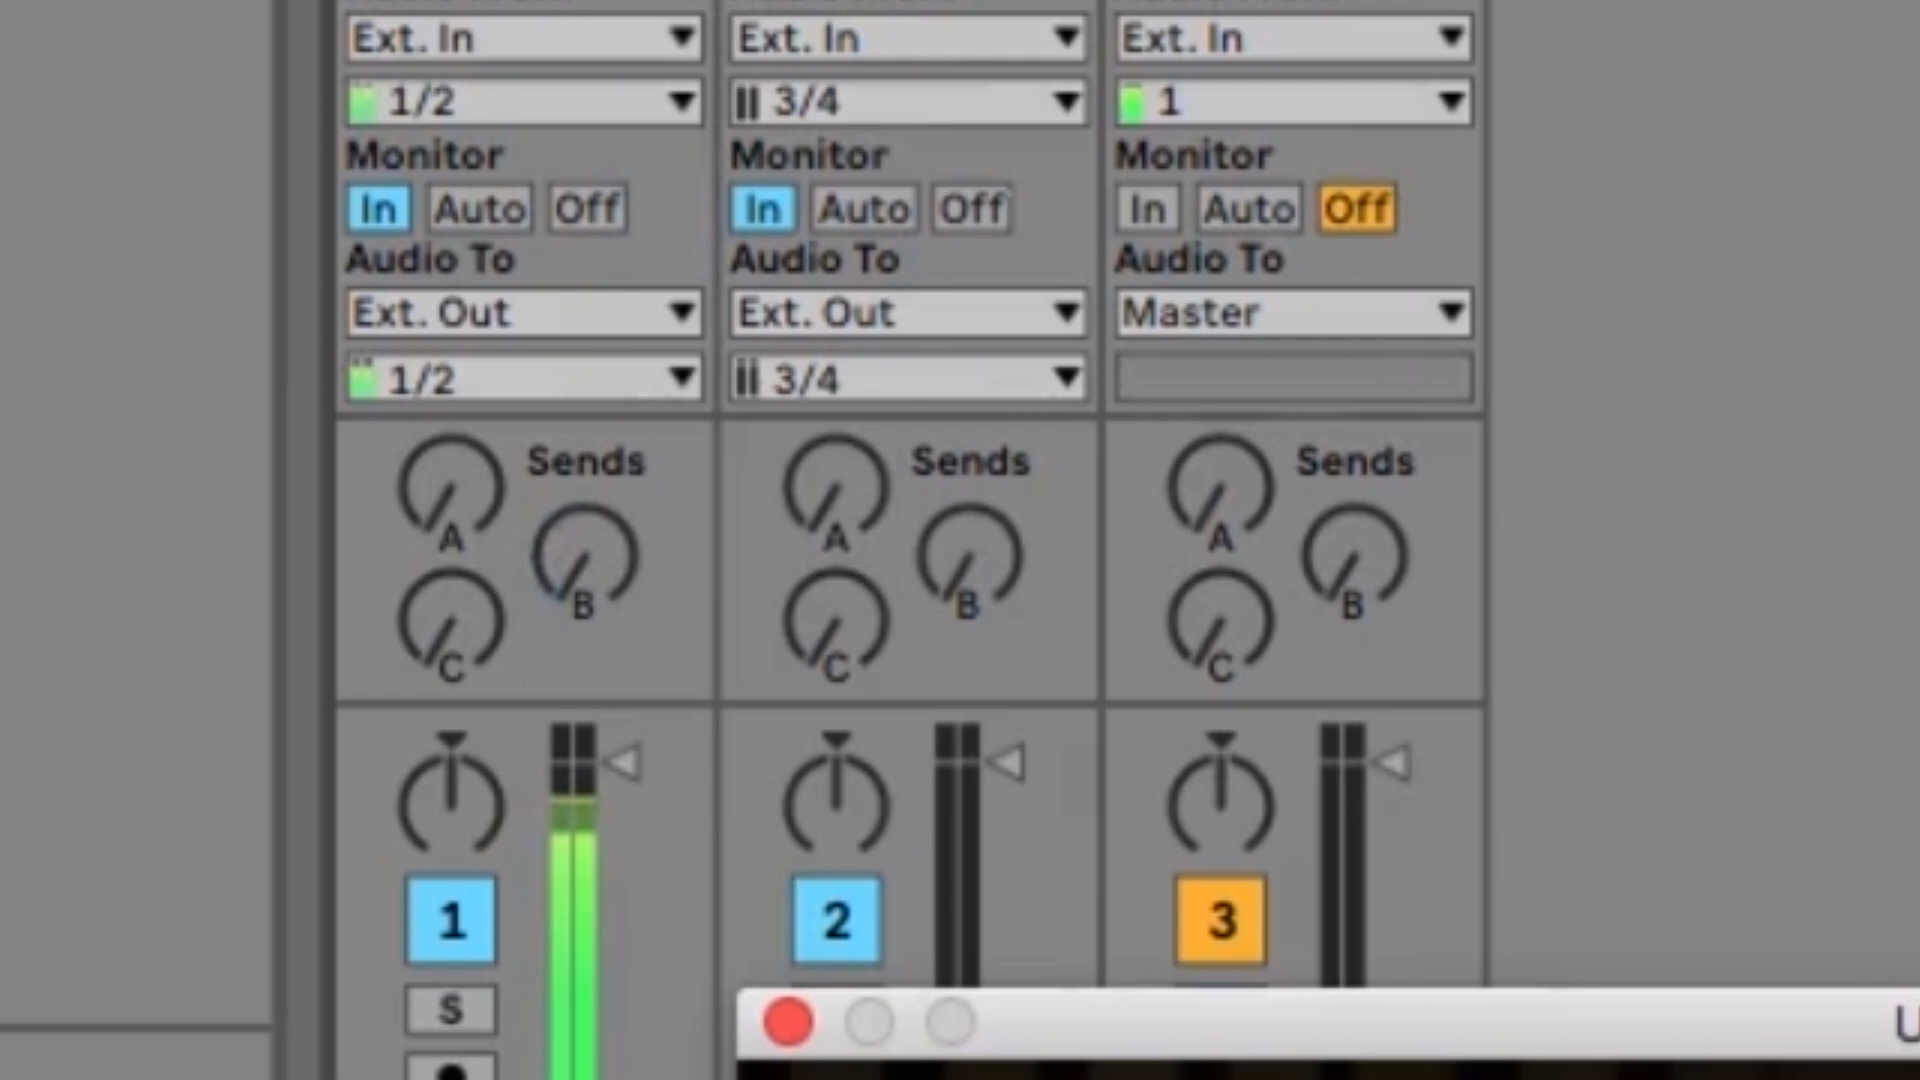 Ext. In Ext. In Ext. In
1/2 3/4 1
Monitor Monitor Monitor
In Auto Off In Auto Off In Auto Off
Audio To Audio To Audio To
Ext. Out Ext. Out Master
1/2 3/4
Sends Sends Sends
A A A
B B B
C C C
1 2 3
S